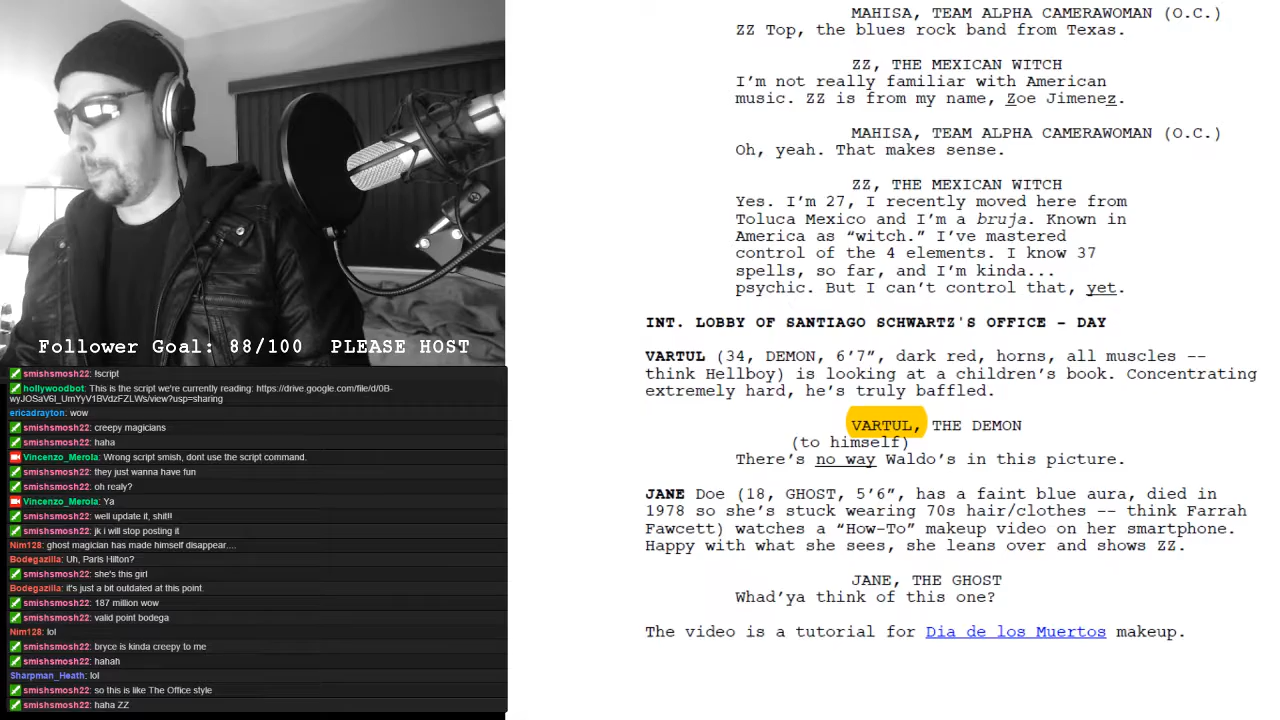 Follower Goal: 88/100 PLEASE HOST
smishsmosh22: !script
hollywoodbot: This is the script we're currently reading: https://drive.google.com/file/d/0B-
wyJOSaV6I_UmYyV1BVdzFZLWs/view?usp=sharing
ericadrayton: wow
smishsmosh22: creepy magicians
smishsmosh22: haha
Vincenzo_Merola: Wrong script smish, dont use the script command.
smishsmosh22: they just wanna have fun
smishsmosh22: oh realy?
Vincenzo_Merola: Ya
smishsmosh22: well update it, shit!!
smishsmosh22: jk i will stop posting it
Nim128: ghost magician has made himself disappear....
Bodegazilla: Uh, Paris Hilton?
smishsmosh22: she's this girl
Bodegazilla: it's just a bit outdated at this point.
smishsmosh22: 187 million wow
smishsmosh22: valid point bodega
Nim128: lol
smishsmosh22: bryce is kinda creepy to me
smishsmosh22: hahah
Sharpman_Heath: lol
smishsmosh22: so this is like The Office style
smishsmosh22: haha ZZ
MAHISA, TEAM ALPHA CAMERAWOMAN (O.C.)
ZZ Top, the blues rock band from Texas.
ZZ, THE MEXICAN WITCH
I'm not really familiar with American
music. ZZ is from my name, Zoe Jimenez.
MAHISA, TEAM ALPHA CAMERAWOMAN (O.C.)
Oh, yeah. That makes sense.
ZZ, THE MEXICAN WITCH
Yes. I'm 27, I recently moved here from
Toluca Mexico and I'm a bruja. Known in
America as “witch.” I've mastered
control of the 4 elements. I know 37
spells, so far, and I'm kinda...
psychic. But I can't control that, yet.
INT. LOBBY OF SANTIAGO SCHWARTZ'S OFFICE - DAY
VARTUL (34, DEMON, 6'7”, dark red, horns, all muscles --
think Hellboy) is looking at a children's book. Concentrating
extremely hard, he's truly baffled.
VARTUL, THE DEMON
(to himself)
There's no way Waldo's in this picture.
JANE Doe (18, GHOST, 5'6”, has a faint blue aura, died in
1978 so she's stuck wearing 70s hair/clothes -- think Farrah
Fawcett) watches a “How-To” makeup video on her smartphone.
Happy with what she sees, she leans over and shows ZZ.
JANE, THE GHOST
Whad'ya think of this one?
The video is a tutorial for Dia de los Muertos makeup.